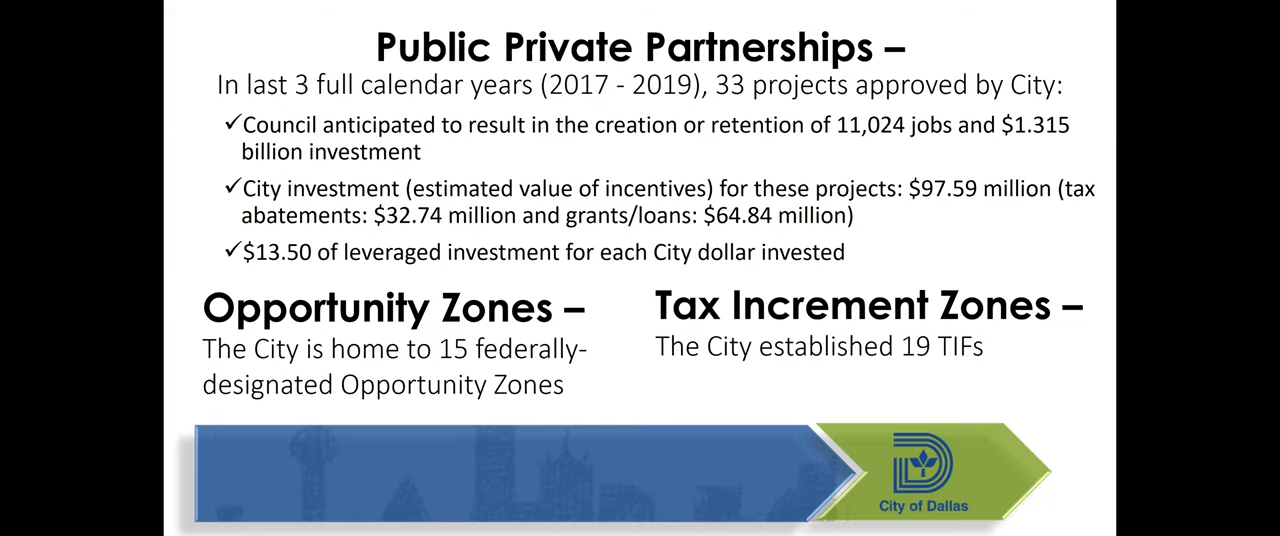 Public Private Partnerships –
In last 3 full calendar years (2017 - 2019), 33 projects approved by City:
✓Council anticipated to result in the creation or retention of 11,024 jobs and $1.315
billion investment
✓City investment (estimated value of incentives) for these projects: $97.59 million (tax
abatements: $32.74 million and grants/loans: $64.84 million)
✓$13.50 of leveraged investment for each City dollar invested
Opportunity Zones –
The City is home to 15 federally-
designated Opportunity Zones
Tax Increment Zones –
The City established 19 TIFs
City of Dallas